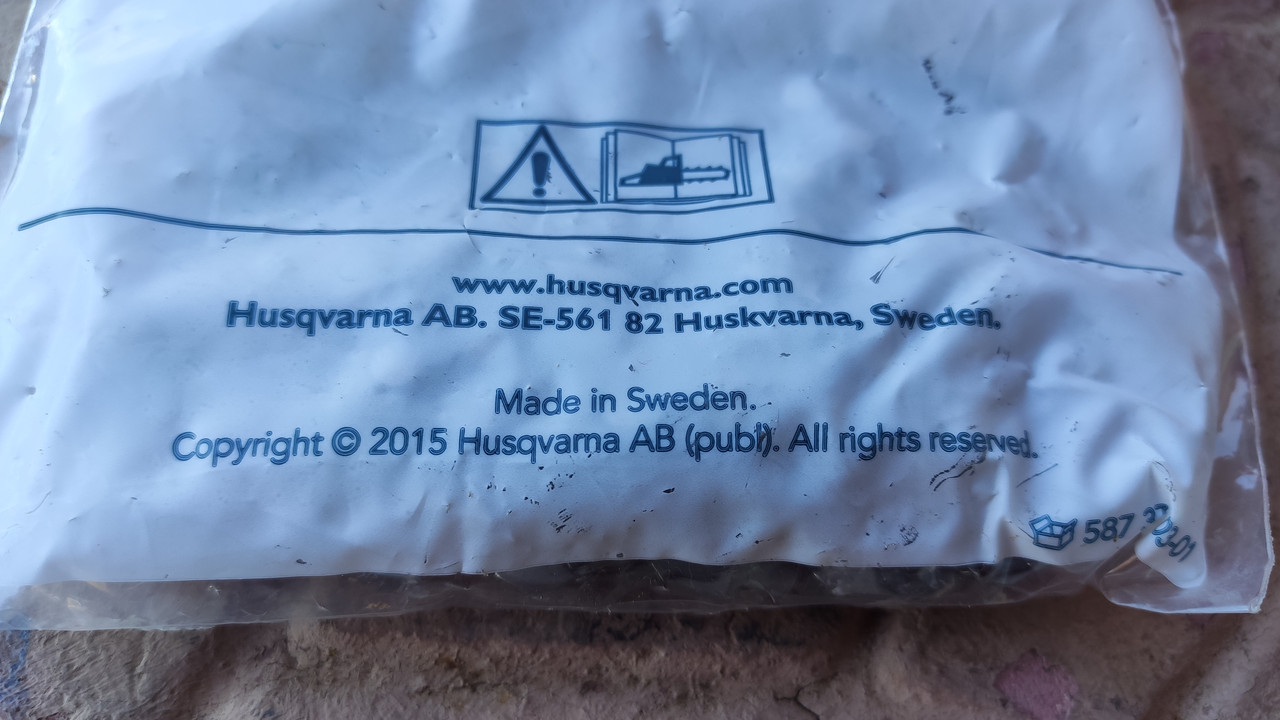 www.husqvarna.com
Husqvarna AB. SE-561 82 Huskvarna, Sweden.
Made in Sweden.
Copyright © 2015 Husqvarna AB (publ). All rights reserved.
587